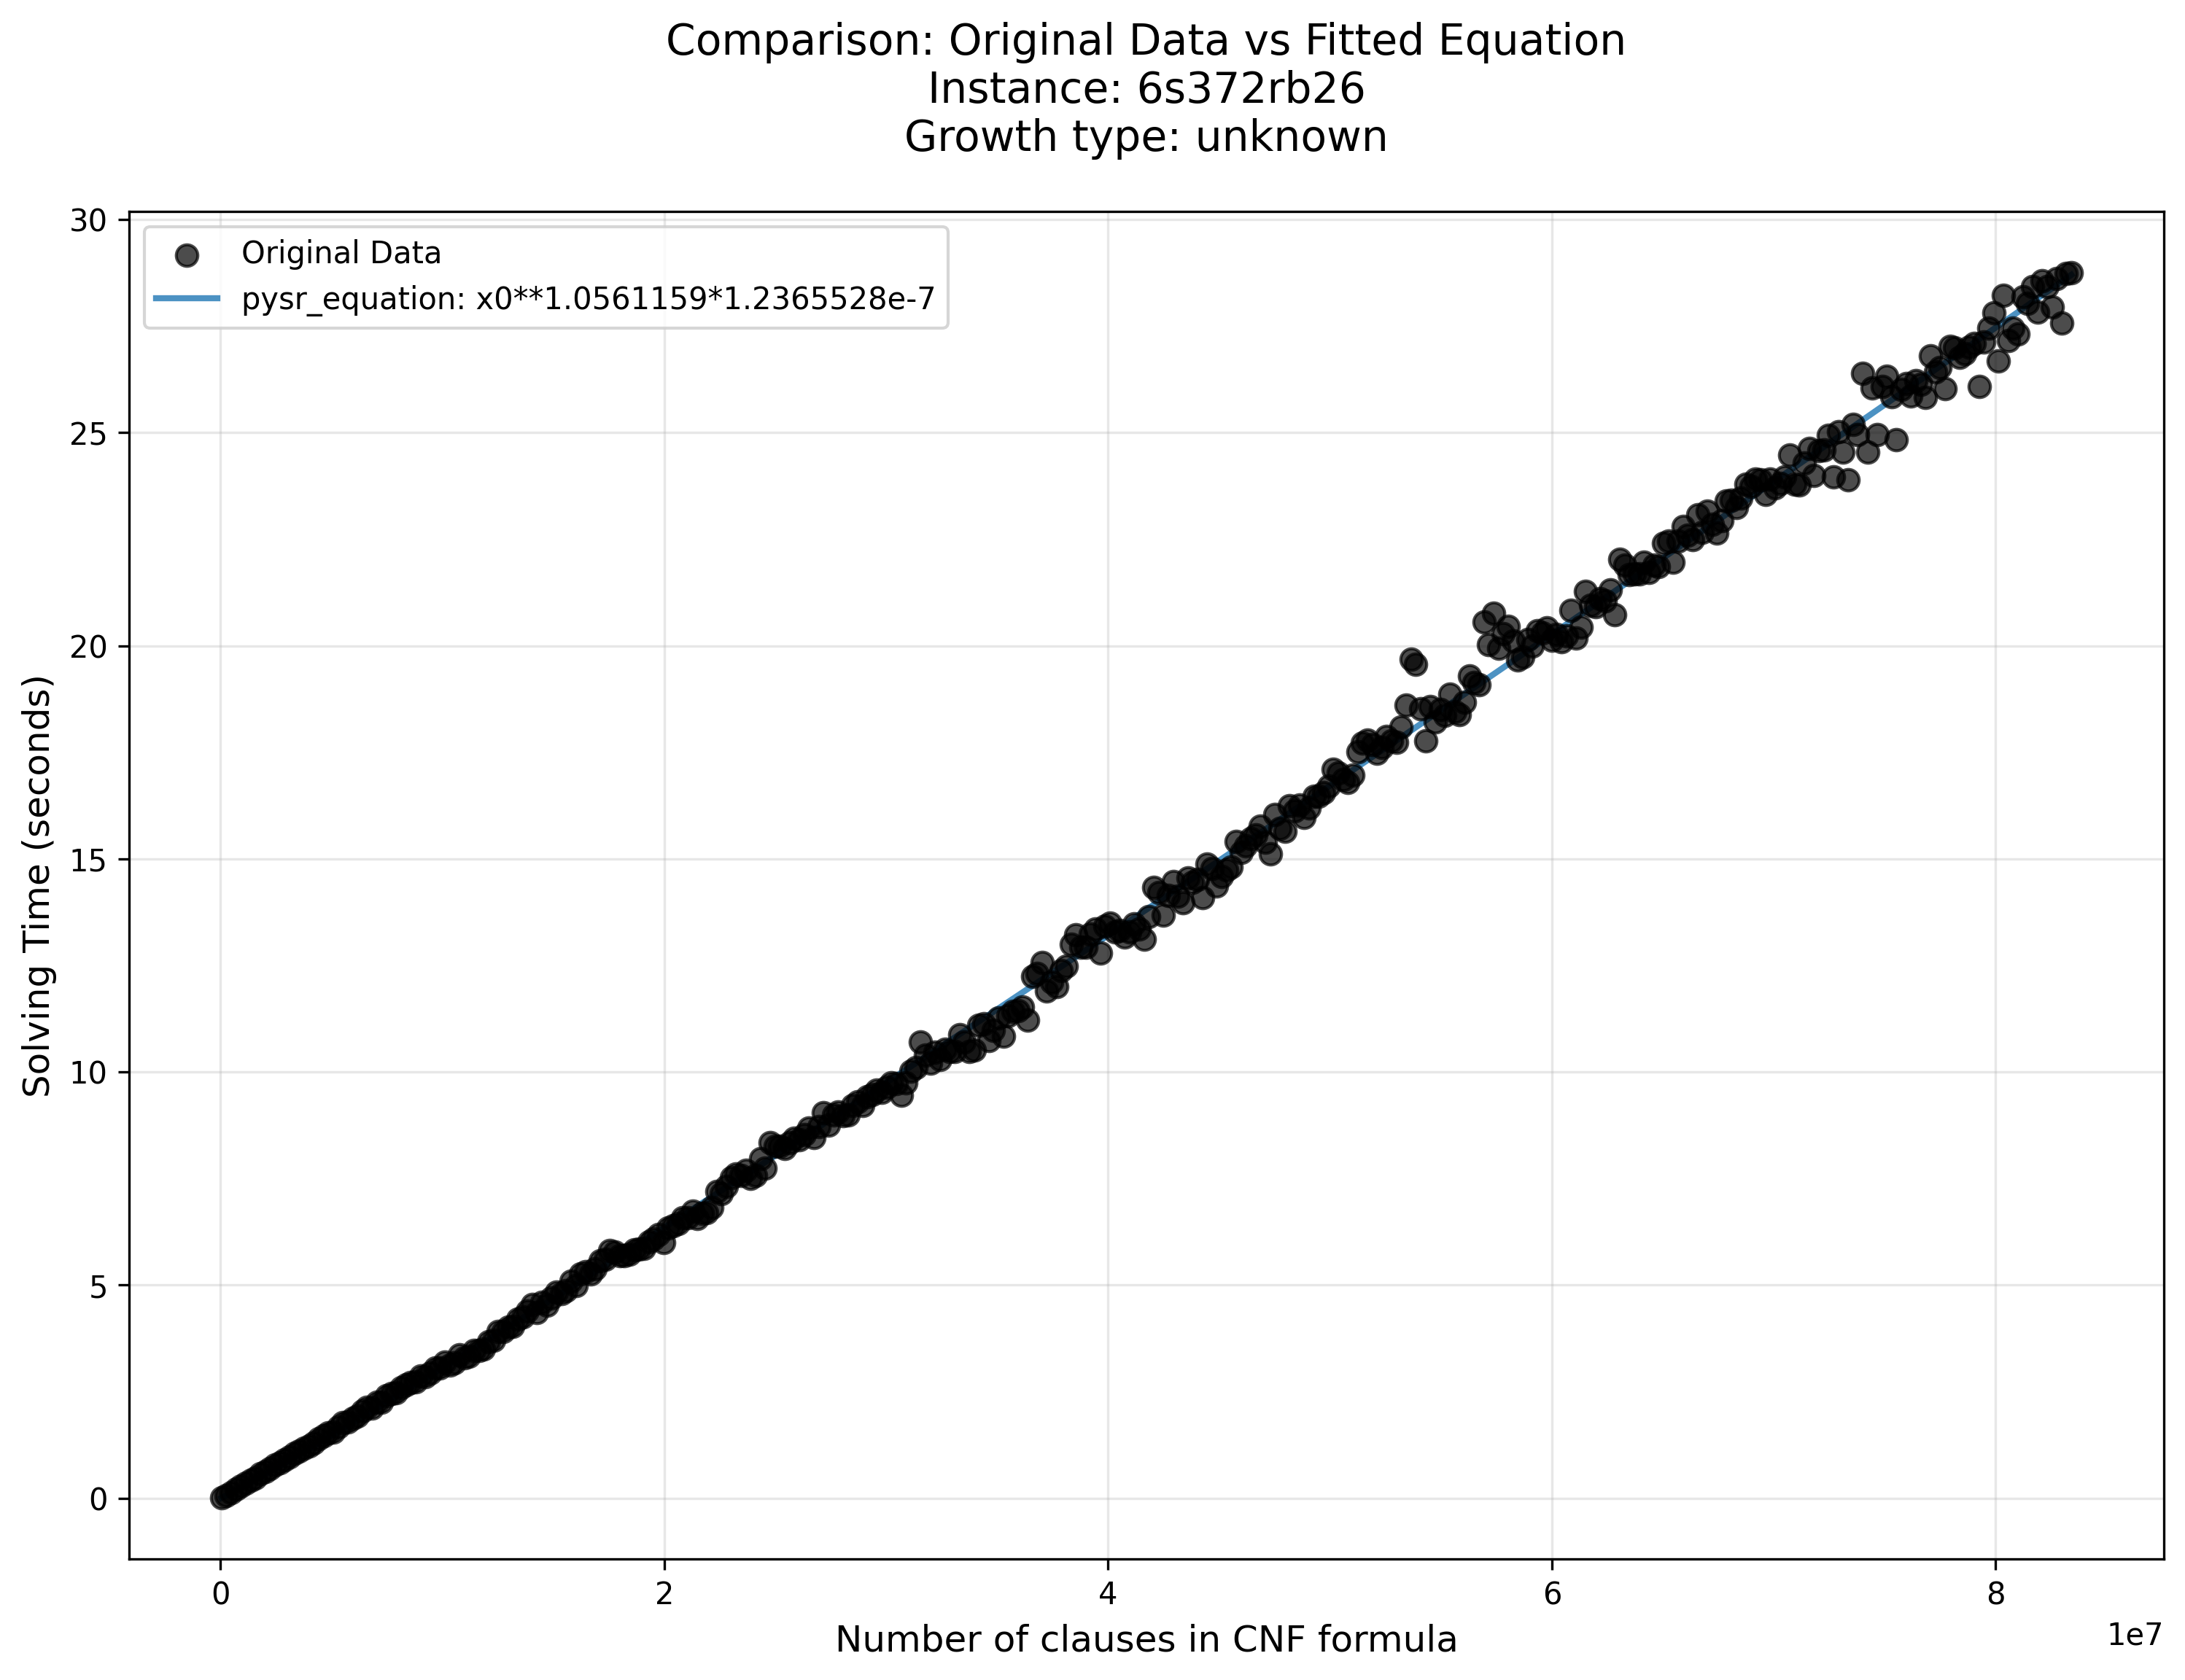 Comparison: Original Data vs Fitted Equation
Instance: 6s372rb26
Growth type: unknown
Original Data
pysr_equation: x0**1.0561159*1.2365528e-7
30
25
20
15
10
5
0
Solving Time (seconds)
0 2 4 6 8
1e7
Number of clauses in CNF formula